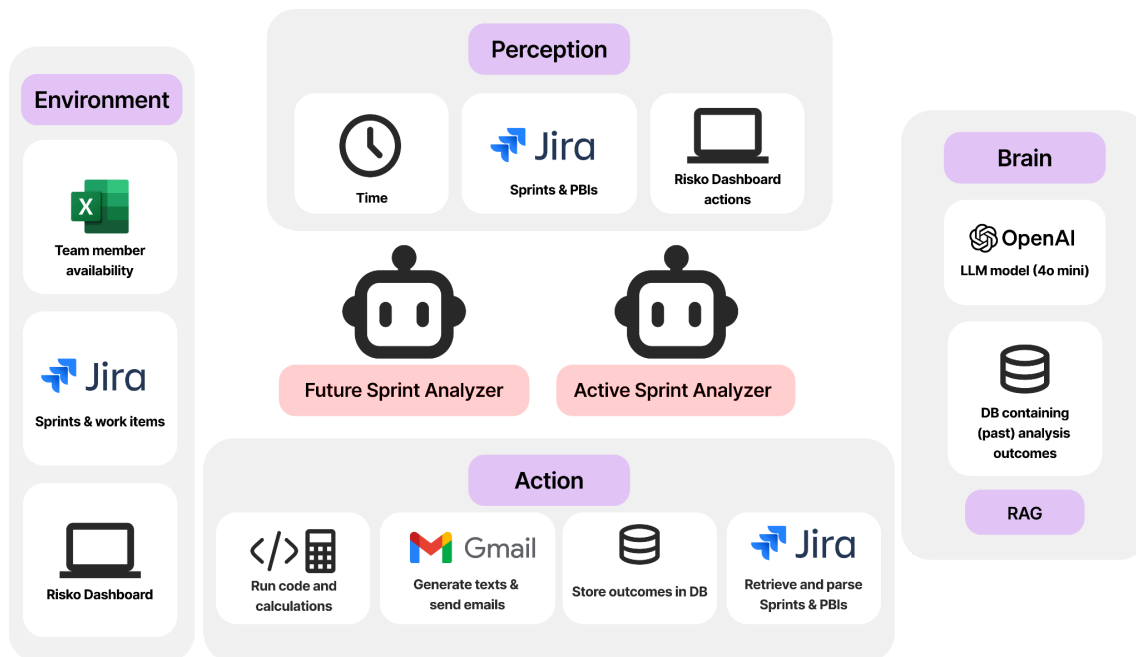 Perception
Time
Jira
Sprints & PBIs
Risko Dashboard
actions
Environment
X
Team member
availability
Jira
Sprints & work items
Risko Dashboard
Future Sprint Analyzer
Active Sprint Analyzer
Action
</>
Run code and
calculations
Gmail
Generate texts &
send emails
Store outcomes in DB
Jira
Retrieve and parse
Sprints & PBIs
Brain
OpenAI
LLM model (4o mini)
DB containing
(past) analysis
outcomes
RAG